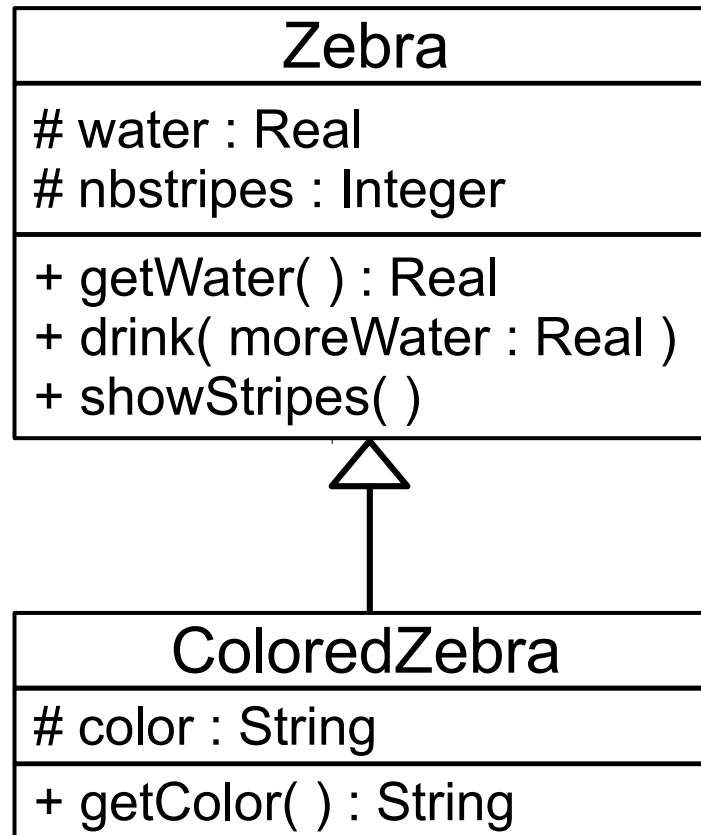 Zebra
# water : Real
# nbstripes : Integer
+ getWater( ) : Real
+ drink( moreWater : Real )
+ showStripes( )
ColoredZebra
# color : String
+ getColor( ) : String